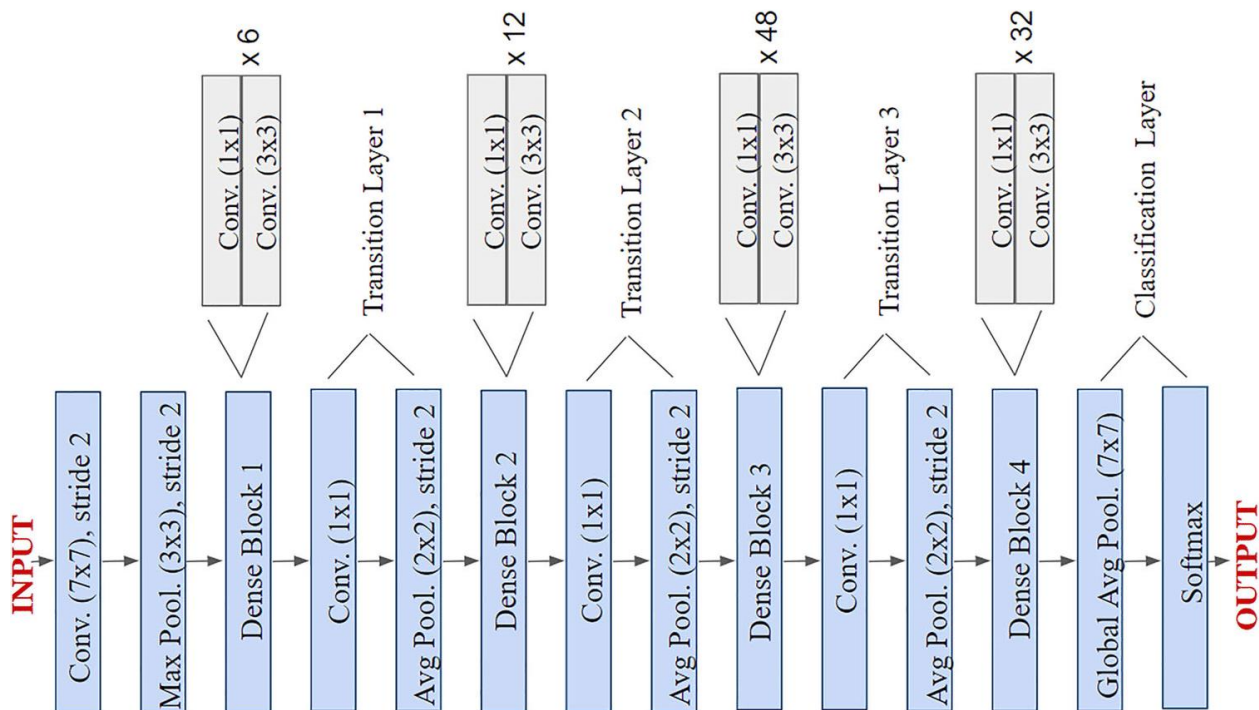 INPUT
Conv. (7x7), stride 2
Max Pool. (3x3), stride 2
Dense Block 1
Conv. (1x1)
Conv. (3x3)
x 6
Conv. (1x1)
Avg Pool. (2x2), stride 2
Transition Layer 1
Dense Block 2
Conv. (1x1)
Conv. (3x3)
x 12
Conv. (1x1)
Avg Pool. (2x2), stride 2
Transition Layer 2
Dense Block 3
Conv. (1x1)
Conv. (3x3)
x 48
Conv. (1x1)
Avg Pool. (2x2), stride 2
Transition Layer 3
Dense Block 4
Conv. (1x1)
Conv. (3x3)
x 32
Global Avg Pool. (7x7)
Softmax
Classification Layer
OUTPUT